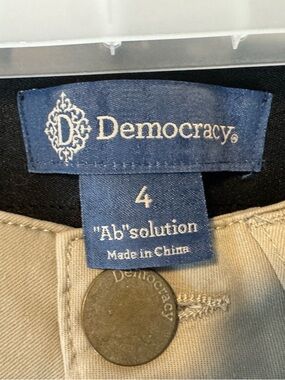 D
Democracy®
4
"Ab"solution
Made in China
Democracy